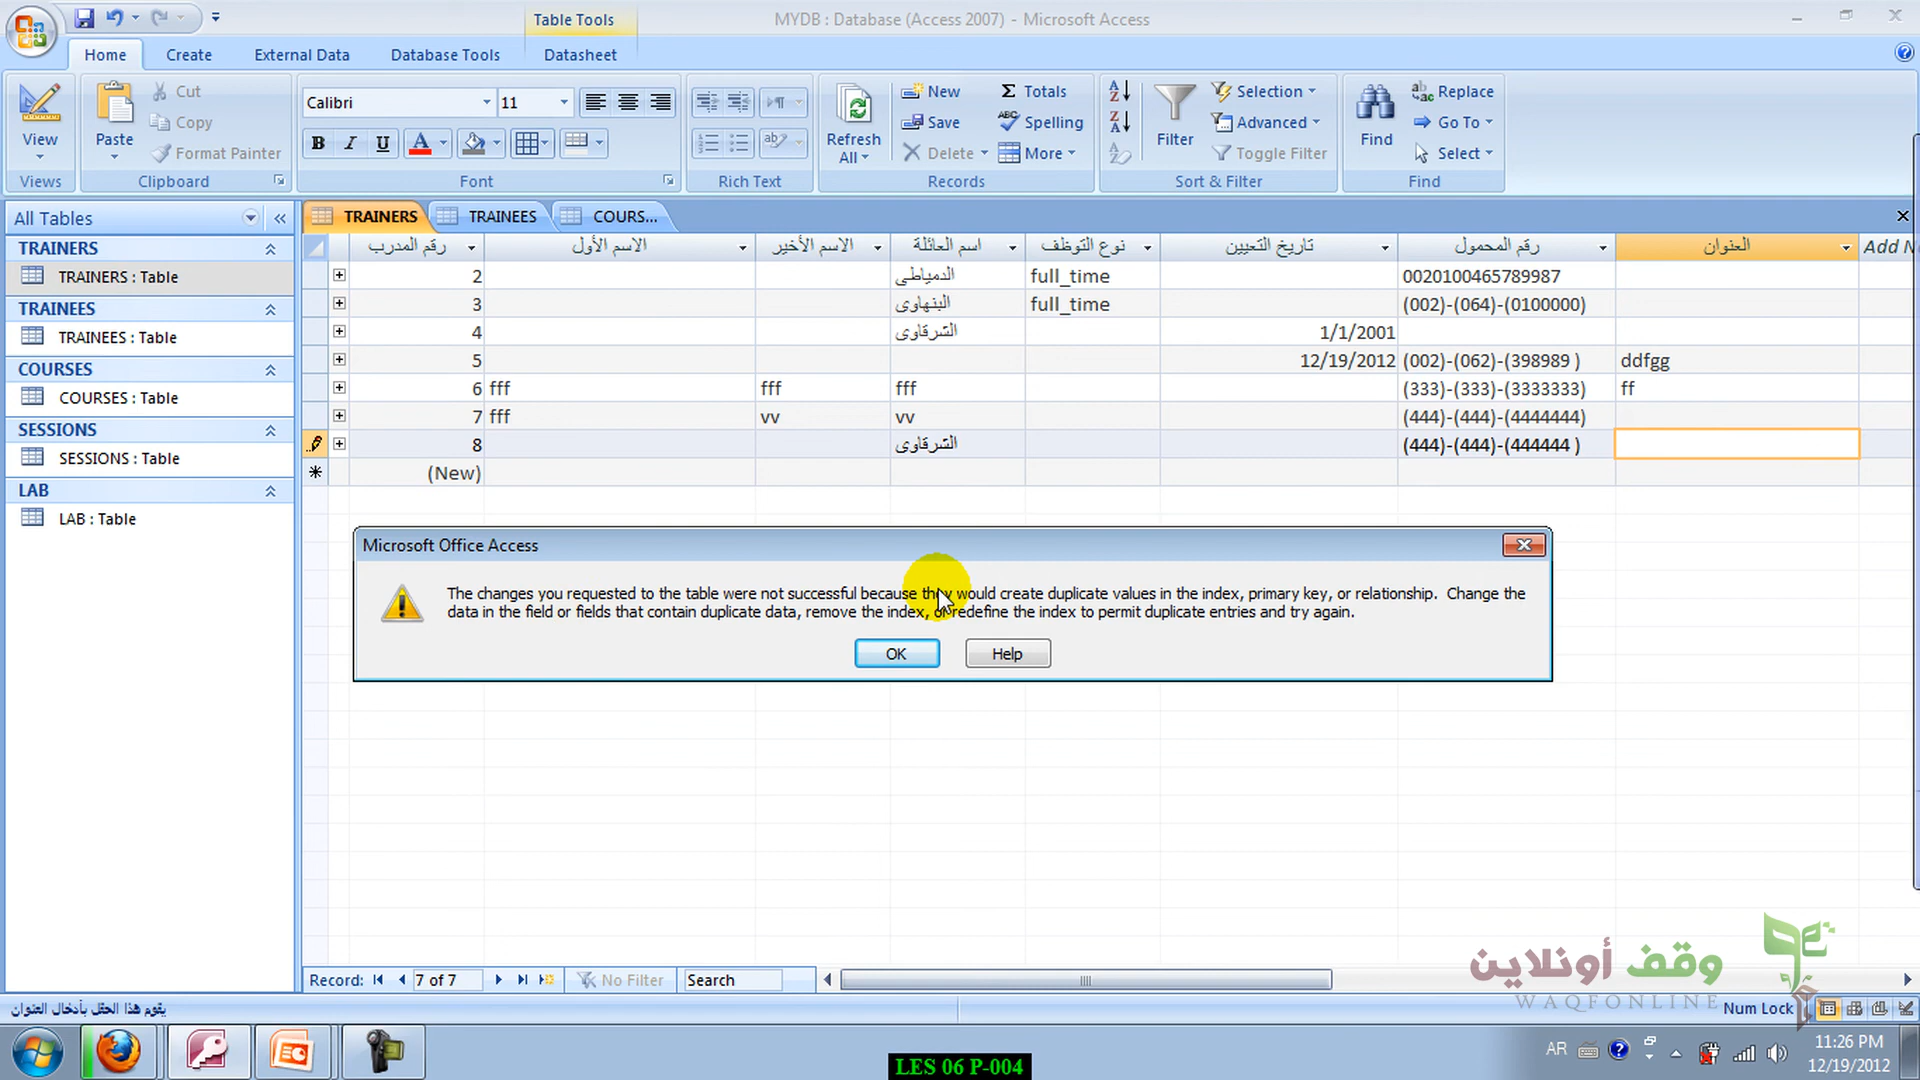 Table Tools
MYDB : Database (Access 2007) - Microsoft Access
Home
Create
External Data
Database Tools
Datasheet
View
Views
Paste
Cut
Copy
Format Painter
Clipboard
Calibri
11
B I U
A
Font
Rich Text
Refresh
All
New
Save
Delete
Totals
Spelling
More
Records
Filter
Selection
Advanced
Toggle Filter
Sort & Filter
Find
Replace
Go To
Select
Find
All Tables
TRAINERS
TRAINERS : Table
TRAINEES
TRAINEES : Table
COURSES
COURSES : Table
SESSIONS
SESSIONS : Table
LAB
LAB : Table
TRAINERS
TRAINEES
COURS...
رقم المدرب
الاسم الأول
الاسم الأخير
اسم العائلة
نوع التوظف
تاريخ التعيين
رقم المحمول
العنوان
Add N
2 الدمياطى full_time 0020100465789987
3 البنهاوى full_time (002)-(064)-(0100000)
4 الشرقاوى 1/1/2001
5 12/19/2012 (002)-(062)-(398989 ) ddfgg
6 fff fff fff (333)-(333)-(3333333) ff
7 fff vv vv (444)-(444)-(4444444)
8 الشرقاوى (444)-(444)-(444444 )
(New)
Microsoft Office Access
The changes you requested to the table were not successful because they would create duplicate values in the index, primary key, or relationship. Change the
data in the field or fields that contain duplicate data, remove the index, or redefine the index to permit duplicate entries and try again.
OK
Help
Record:
7 of 7
No Filter
Search
وقف أونلاين
WAQFONLINE
يقوم هذا الحقل بأدخال العنوان
Num Lock
AR
11:26 PM
12/19/2012
LES 06 P-004